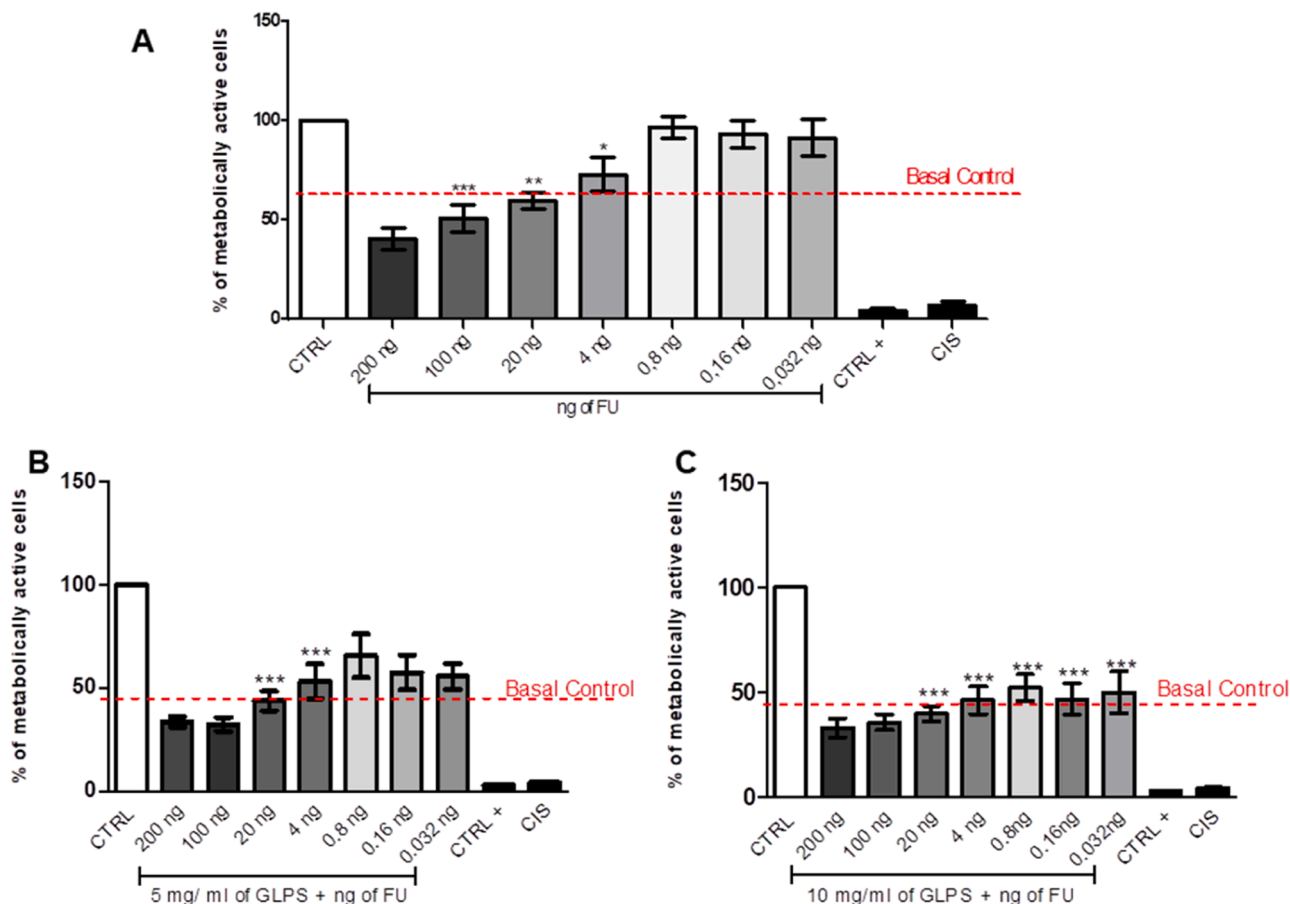 A
% of metabolically active cells
150
100
50
0
***
**
*
Basal Control
CTRL
200 ng
100 ng
20 ng
4 ng
0,8 ng
0,16 ng
0,032 ng
CTRL +
CIS
ng of FU
B
% of metabolically active cells
150
100
50
0
***
***
Basal Control
CTRL
200 ng
100 ng
20 ng
4 ng
0.8 ng
0.16 ng
0.032 ng
CTRL +
CIS
5 mg/ ml of GLPS + ng of FU
C
% of metabolically active cells
150
100
50
0
***
***
***
***
***
Basal Control
CTRL
200 ng
100 ng
20 ng
4 ng
0.8ng
0.16ng
0.032ng
CTRL +
CIS
10 mg/ml of GLPS + ng of FU